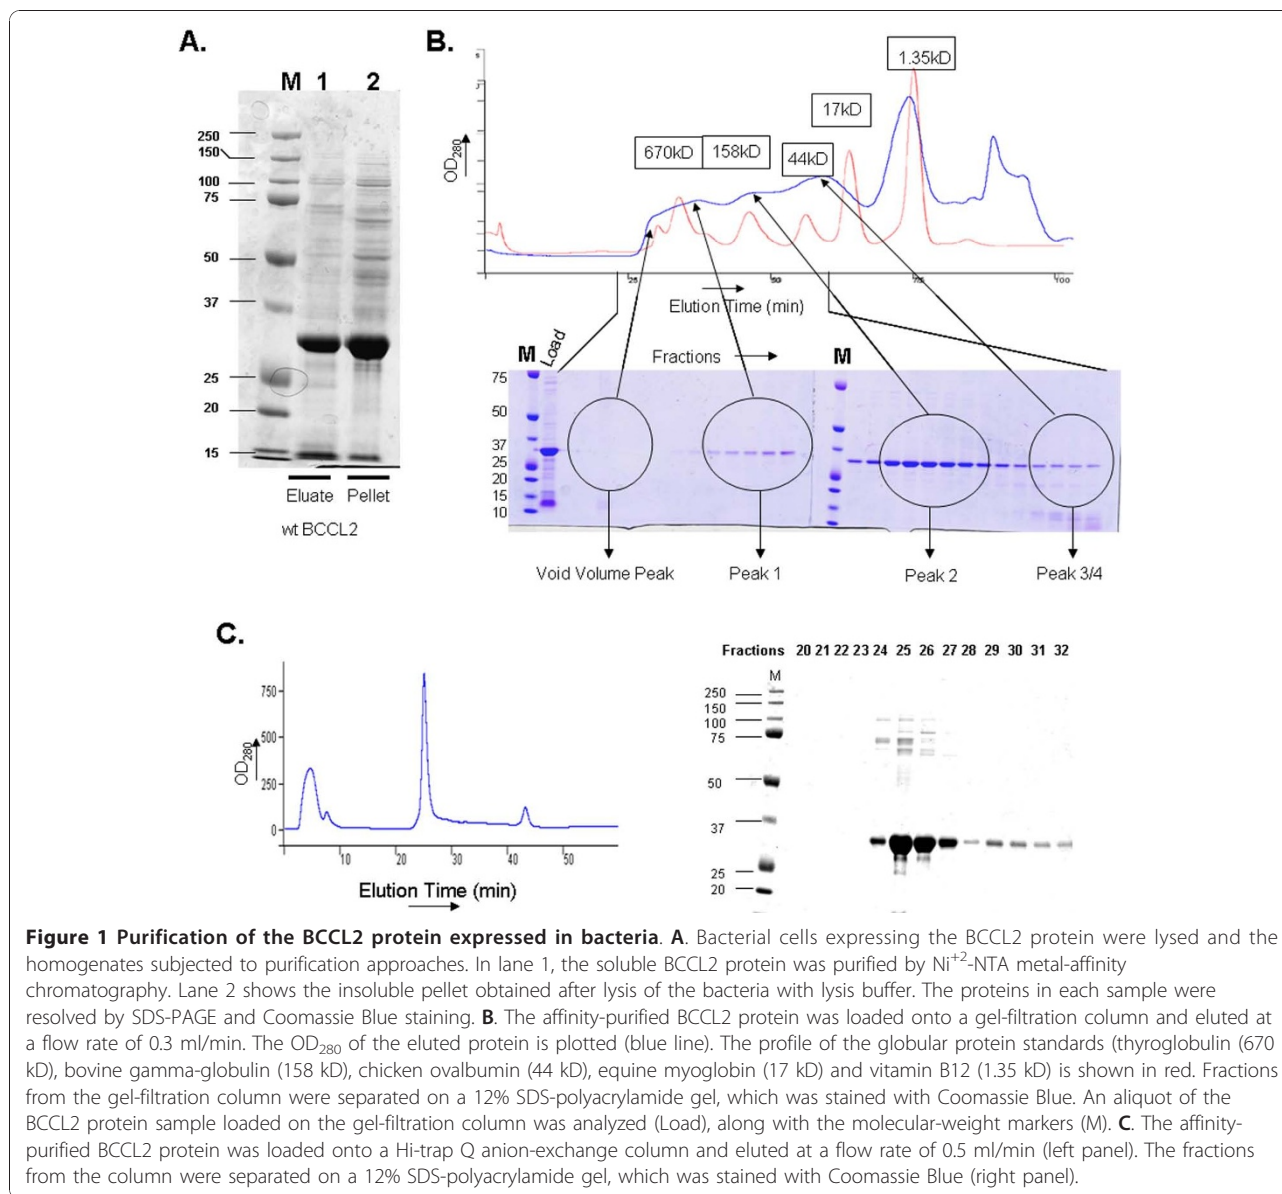 A.
M 1 2
250
150
100
75
50
37
25
20
15
Eluate Pellet
wt BCCL2
B.
OD280
670kD
158kD
44kD
17kD
1.35kD
25
50
100
Elution Time (min)
Fractions
M
Load
M
75
50
37
25
20
15
10
Void Volume Peak
Peak 1
Peak 2
Peak 3/4
C.
OD280
750
500
250
0
10 20 30 40 50
Elution Time (min)
Fractions 20 21 22 23 24 25 26 27 28 29 30 31 32
M
250
150
100
75
50
37
25
20
Figure 1 Purification of the BCCL2 protein expressed in bacteria. A. Bacterial cells expressing the BCCL2 protein were lysed and the
homogenates subjected to purification approaches. In lane 1, the soluble BCCL2 protein was purified by Ni+2-NTA metal-affinity
chromatography. Lane 2 shows the insoluble pellet obtained after lysis of the bacteria with lysis buffer. The proteins in each sample were
resolved by SDS-PAGE and Coomassie Blue staining. B. The affinity-purified BCCL2 protein was loaded onto a gel-filtration column and eluted at
a flow rate of 0.3 ml/min. The OD280 of the eluted protein is plotted (blue line). The profile of the globular protein standards (thyroglobulin (670
kD), bovine gamma-globulin (158 kD), chicken ovalbumin (44 kD), equine myoglobin (17 kD) and vitamin B12 (1.35 kD) is shown in red. Fractions
from the gel-filtration column were separated on a 12% SDS-polyacrylamide gel, which was stained with Coomassie Blue. An aliquot of the
BCCL2 protein sample loaded on the gel-filtration column was analyzed (Load), along with the molecular-weight markers (M). C. The affinity-
purified BCCL2 protein was loaded onto a Hi-trap Q anion-exchange column and eluted at a flow rate of 0.5 ml/min (left panel). The fractions
from the column were separated on a 12% SDS-polyacrylamide gel, which was stained with Coomassie Blue (right panel).